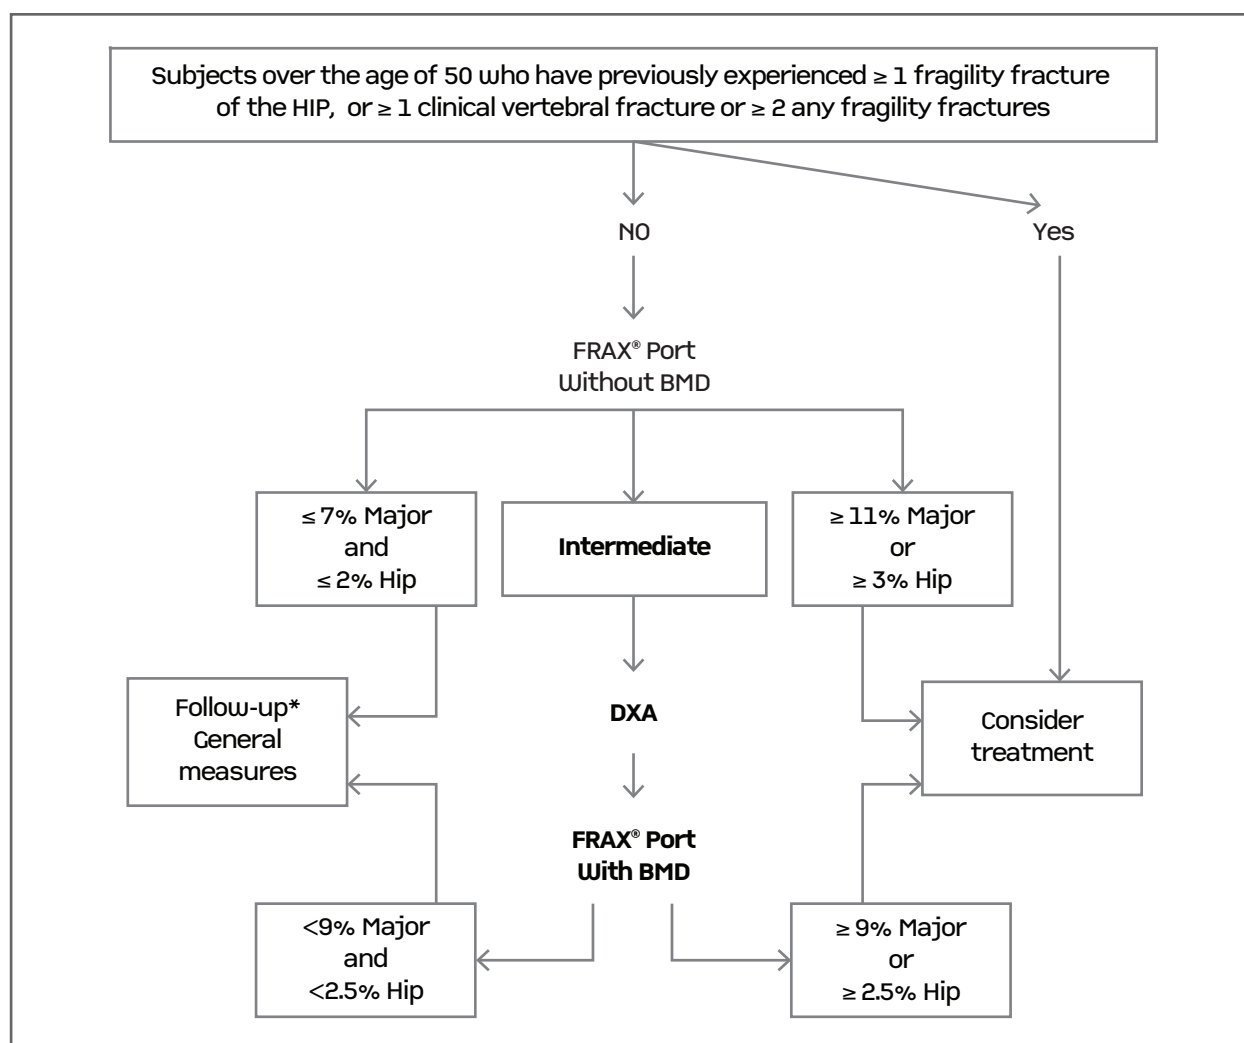 Subjects over the age of 50 who have previously experienced ≥ 1 fragility fracture
of the HIP, or ≥ 1 clinical vertebral fracture or ≥ 2 any fragility fractures
NO
Yes
FRAX® Port
Without BMD
≤ 7% Major
and
≤ 2% Hip
Intermediate
≥ 11% Major
or
≥ 3% Hip
Follow-up*
General
measures
DXA
Consider
treatment
FRAX® Port
With BMD
<9% Major
and
<2.5% Hip
≥ 9% Major
or
≥ 2.5% Hip